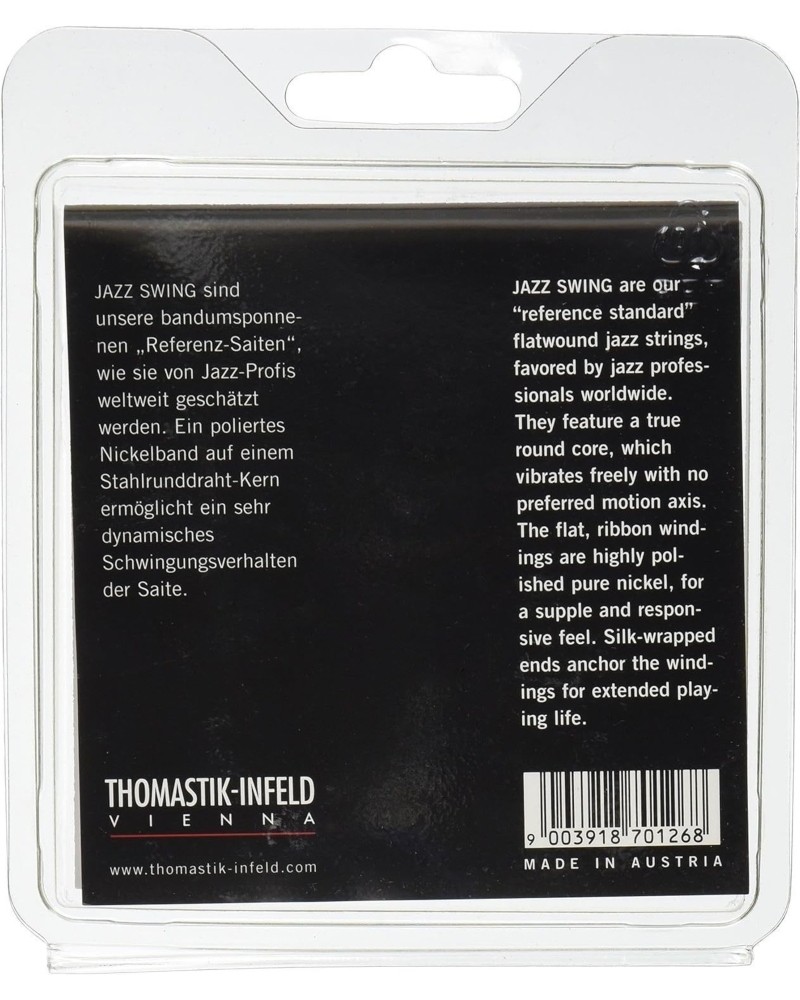 JAZZ SWING sind
unsere bandumsponne-
nen „Referenz-Saiten“,
wie sie von Jazz-Profis
weltweit geschätzt
werden. Ein poliertes
Nickelband auf einem
Stahlrunddraht-Kern
ermöglicht ein sehr
dynamisches
Schwingungsverhalten
der Saite.
JAZZ SWING are our
“reference standard”
flatwound jazz strings,
favored by jazz profes-
sionals worldwide.
They feature a true
round core, which
vibrates freely with no
preferred motion axis.
The flat, ribbon wind-
ings are highly pol-
ished pure nickel, for
a supple and respon-
sive feel. Silk-wrapped
ends anchor the wind-
ings for extended play-
ing life.
THOMASTIK-INFELD
VIENNA
www.thomastik-infeld.com
9 003918 701268
MADE IN AUSTRIA